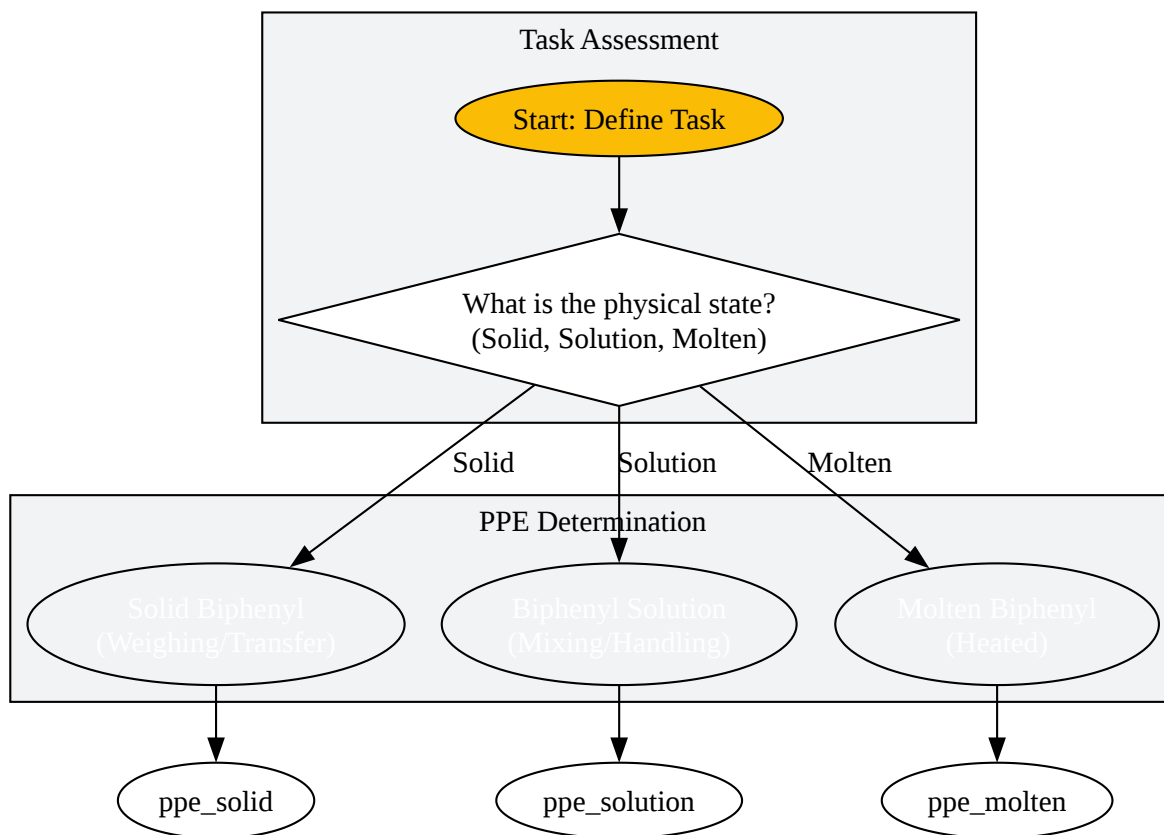 Task Assessment
Start: Define Task
What is the physical state?
(Solid, Solution, Molten)
Solid
Solution
Molten
PPE Determination
Solid Biphenyl
(Weighing/Transfer)
Biphenyl Solution
(Mixing/Handling)
Molten Biphenyl
(Heated)
ppe_solid
ppe_solution
ppe_molten